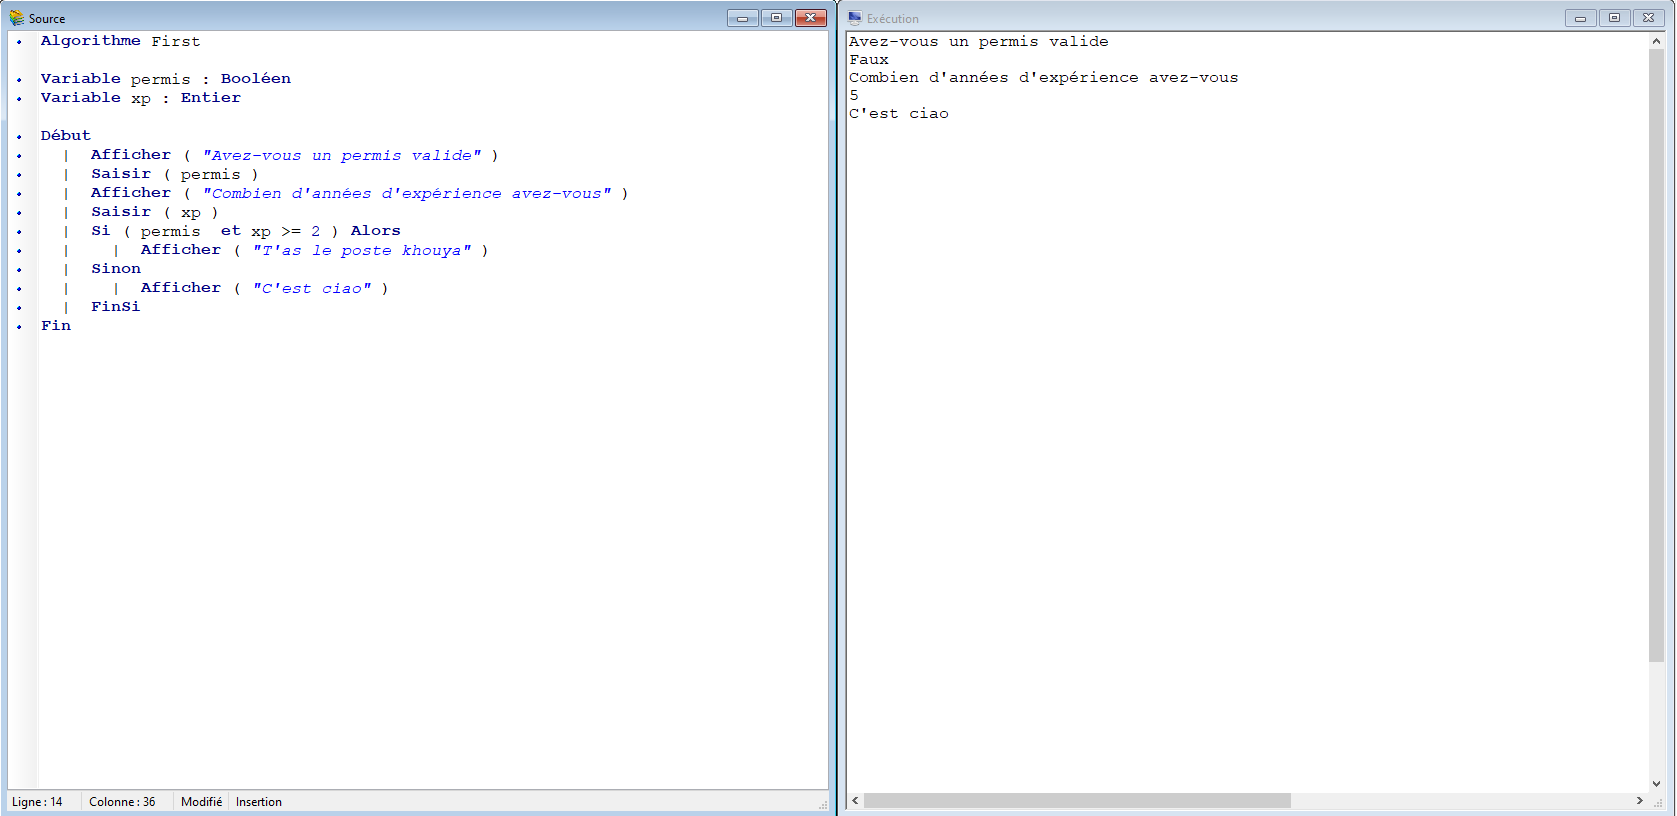 Source
Algorithme First
Variable permis : Booléen
Variable xp : Entier
Début
| Afficher ( "Avez-vous un permis valide" )
| Saisir ( permis )
| Afficher ( "Combien d'années d'expérience avez-vous" )
| Saisir ( xp )
| Si ( permis  et xp >= 2 ) Alors
| | Afficher ( "T'as le poste khouya" )
| Sinon
| | Afficher ( "C'est ciao" )
| FinSi
Fin
Ligne : 14 Colonne : 36 Modifié Insertion
Exécution
Avez-vous un permis valide
Faux
Combien d'années d'expérience avez-vous
5
C'est ciao